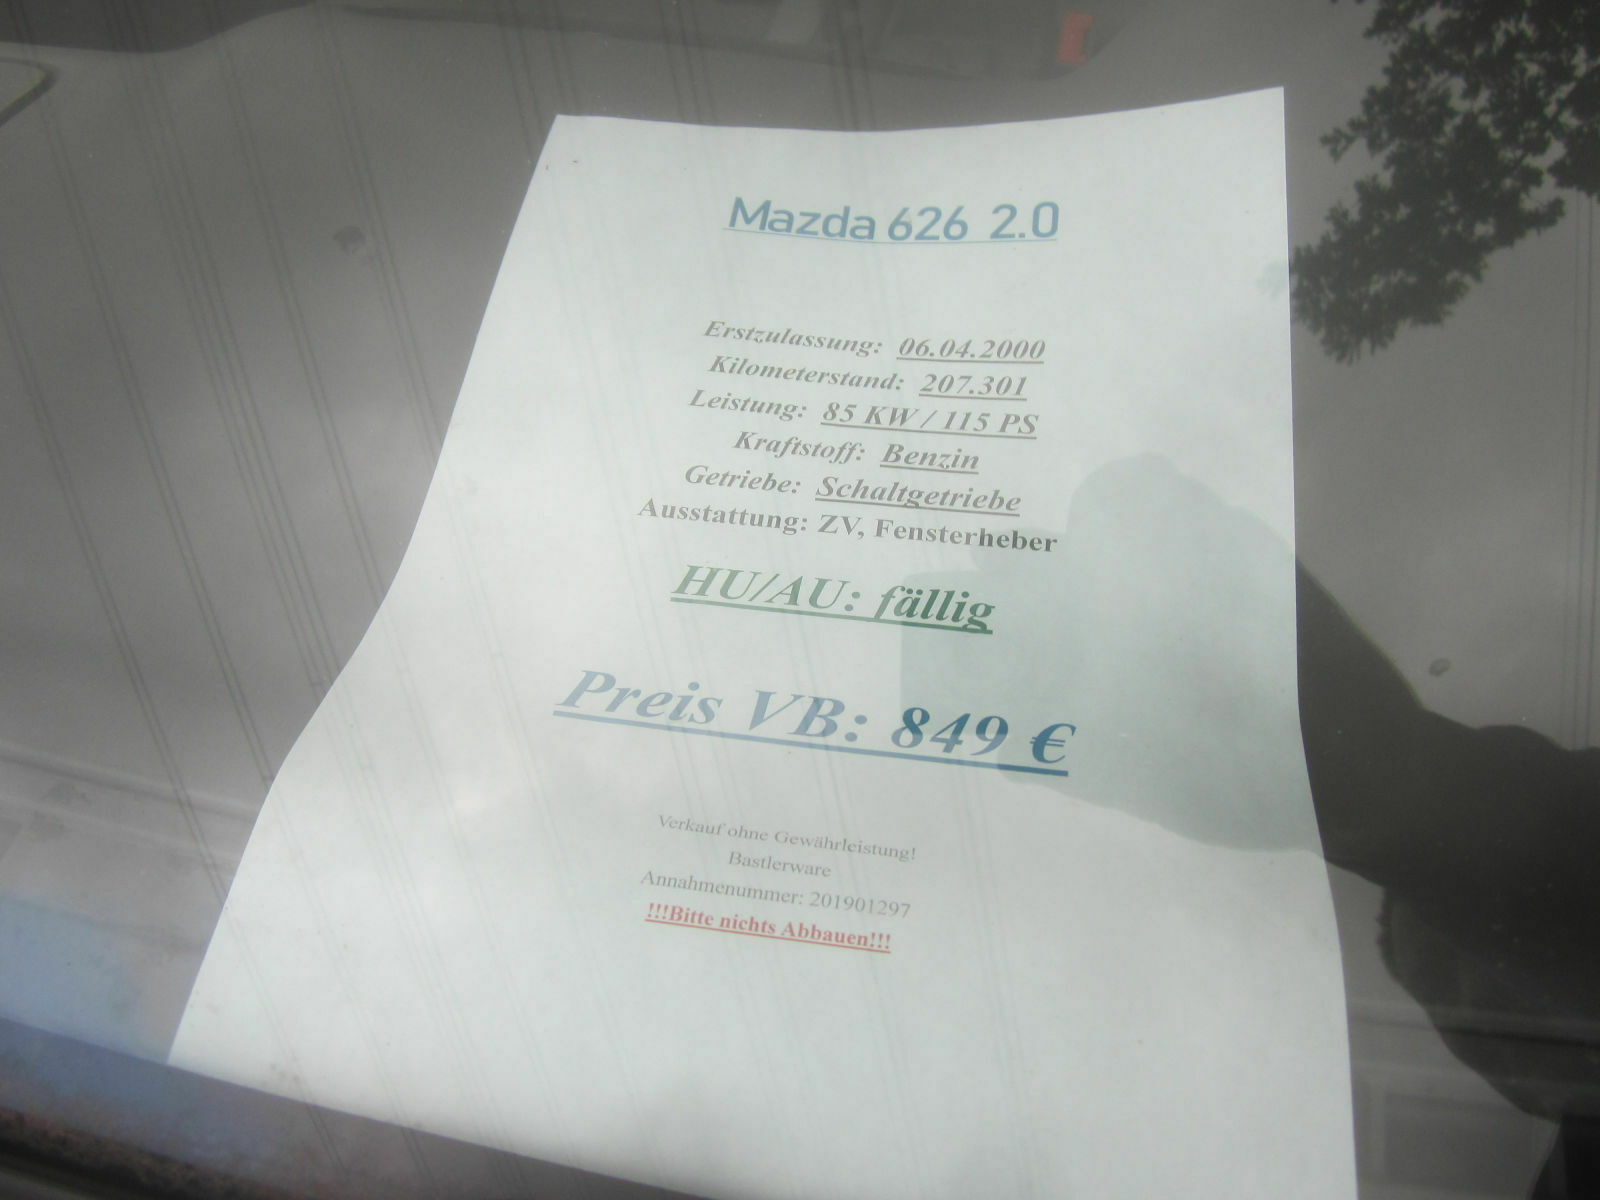 Mazda 626 2.0
Erstzulassung: 06.04.2000
Kilometerstand: 207.301
Leistung: 85 KW / 115 PS
Kraftstoff: Benzin
Getriebe: Schaltgetriebe
Ausstattung: ZV, Fensterheber
HU/AU: fällig
Preis VB: 849 €
Verkauf ohne Gewährleistung!
Bastlerware
Annahmenummer: 201901297
!!!Bitte nichts Abbauen!!!